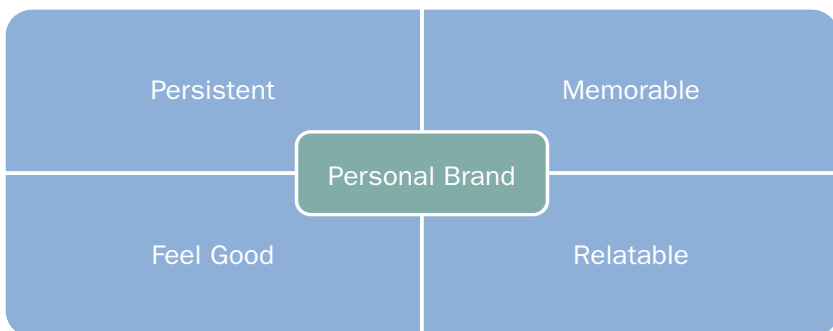 Persistent
Memorable
Personal Brand
Feel Good
Relatable